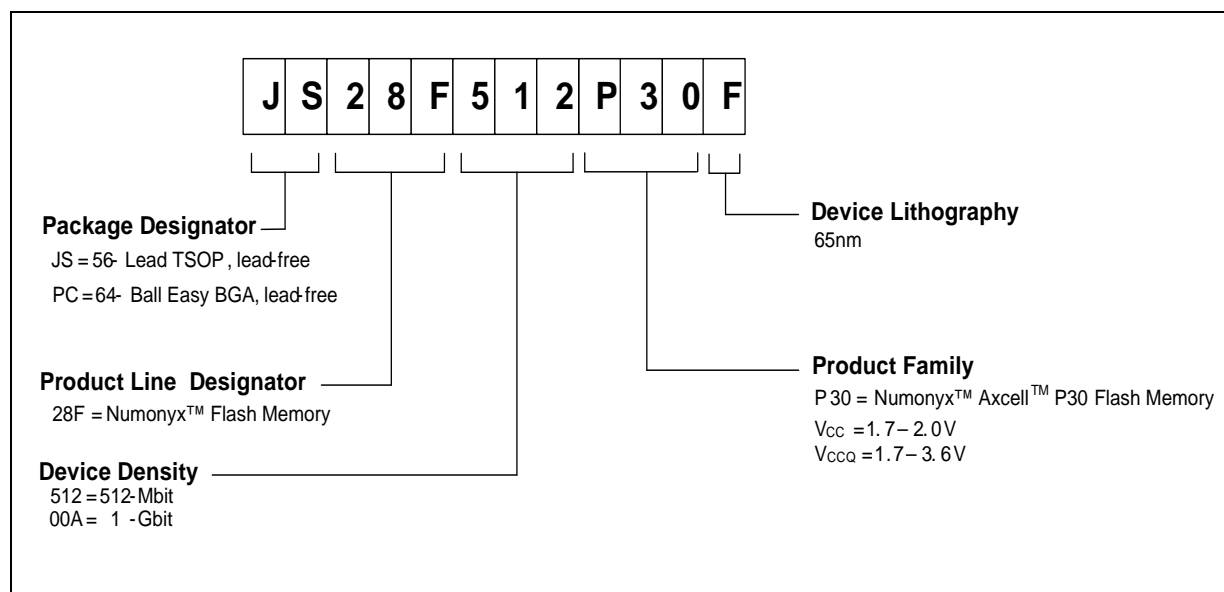 J S 2 8 F 5 1 2 P 3 0 F
Package Designator
JS = 56- Lead TSOP, lead-free
PC = 64- Ball Easy BGA, lead-free
Product Line Designator
28F = Numonyx™ Flash Memory
Device Density
512 = 512-Mbit
00A = 1 -Gbit
Device Lithography
65nm
Product Family
P30 = Numonyx™ Axcell™ P30 Flash Memory
VCC = 1.7 – 2.0 V
VCCQ = 1.7 – 3.6 V